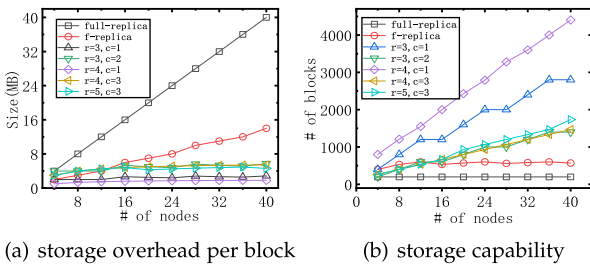 40
32
24
16
8
0
Size(MB)
full-replica
f-replica
r=3, c=1
r=3, c=2
r=4, c=1
r=4, c=3
r=5, c=3
8 16 24 32 40
# of nodes
(a) storage overhead per block
4000
3000
2000
1000
0
# of blocks
full-replica
f-replica
r=3, c=1
r=3, c=2
r=4, c=1
r=4, c=3
r=5, c=3
0 8 16 24 32 40
# of nodes
(b) storage capability